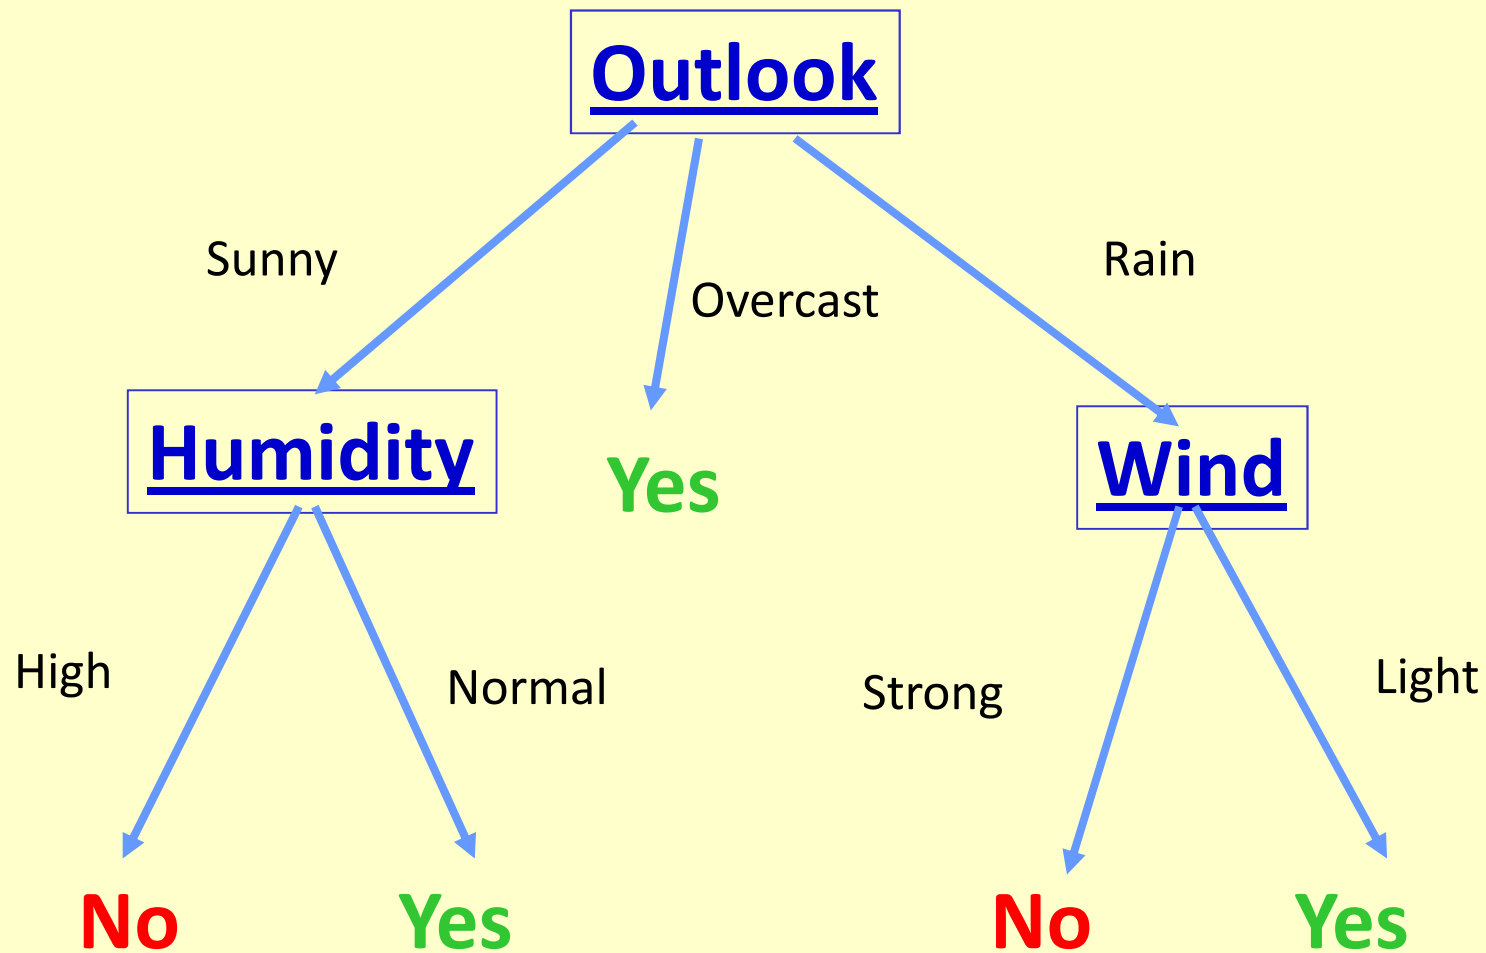 Outlook
Sunny
Overcast
Rain
Humidity
Yes
Wind
High
Normal
Strong
Light
No
Yes
No
Yes